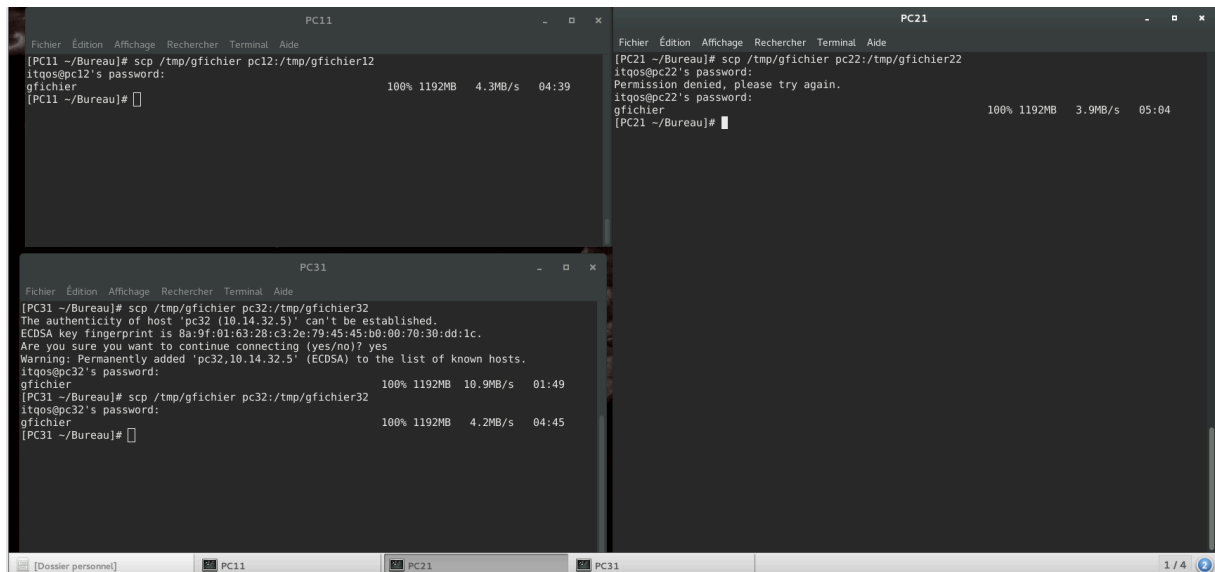 PC11
Fichier Édition Affichage Rechercher Terminal Aide
[PC11 ~/Bureau]# scp /tmp/gfichier pc12:/tmp/gfichier12
itqos@pc12's password:
gfichier 100% 1192MB 4.3MB/s 04:39
[PC11 ~/Bureau]#
PC21
Fichier Édition Affichage Rechercher Terminal Aide
[PC21 ~/Bureau]# scp /tmp/gfichier pc22:/tmp/gfichier22
itqos@pc22's password:
Permission denied, please try again.
itqos@pc22's password:
gfichier 100% 1192MB 3.9MB/s 05:04
[PC21 ~/Bureau]#
PC31
Fichier Édition Affichage Rechercher Terminal Aide
[PC31 ~/Bureau]# scp /tmp/gfichier pc32:/tmp/gfichier32
The authenticity of host 'pc32 (10.14.32.5)' can't be established.
ECDSA key fingerprint is 8a:9f:01:63:28:c3:2e:79:45:45:b0:00:70:30:dd:1c.
Are you sure you want to continue connecting (yes/no)? yes
Warning: Permanently added 'pc32,10.14.32.5' (ECDSA) to the list of known hosts.
itqos@pc32's password:
gfichier 100% 1192MB 10.9MB/s 01:49
[PC31 ~/Bureau]# scp /tmp/gfichier pc32:/tmp/gfichier32
itqos@pc32's password:
gfichier 100% 1192MB 4.2MB/s 04:45
[PC31 ~/Bureau]#
[Dossier personnel] PC11 PC21 PC31 1 / 4 2